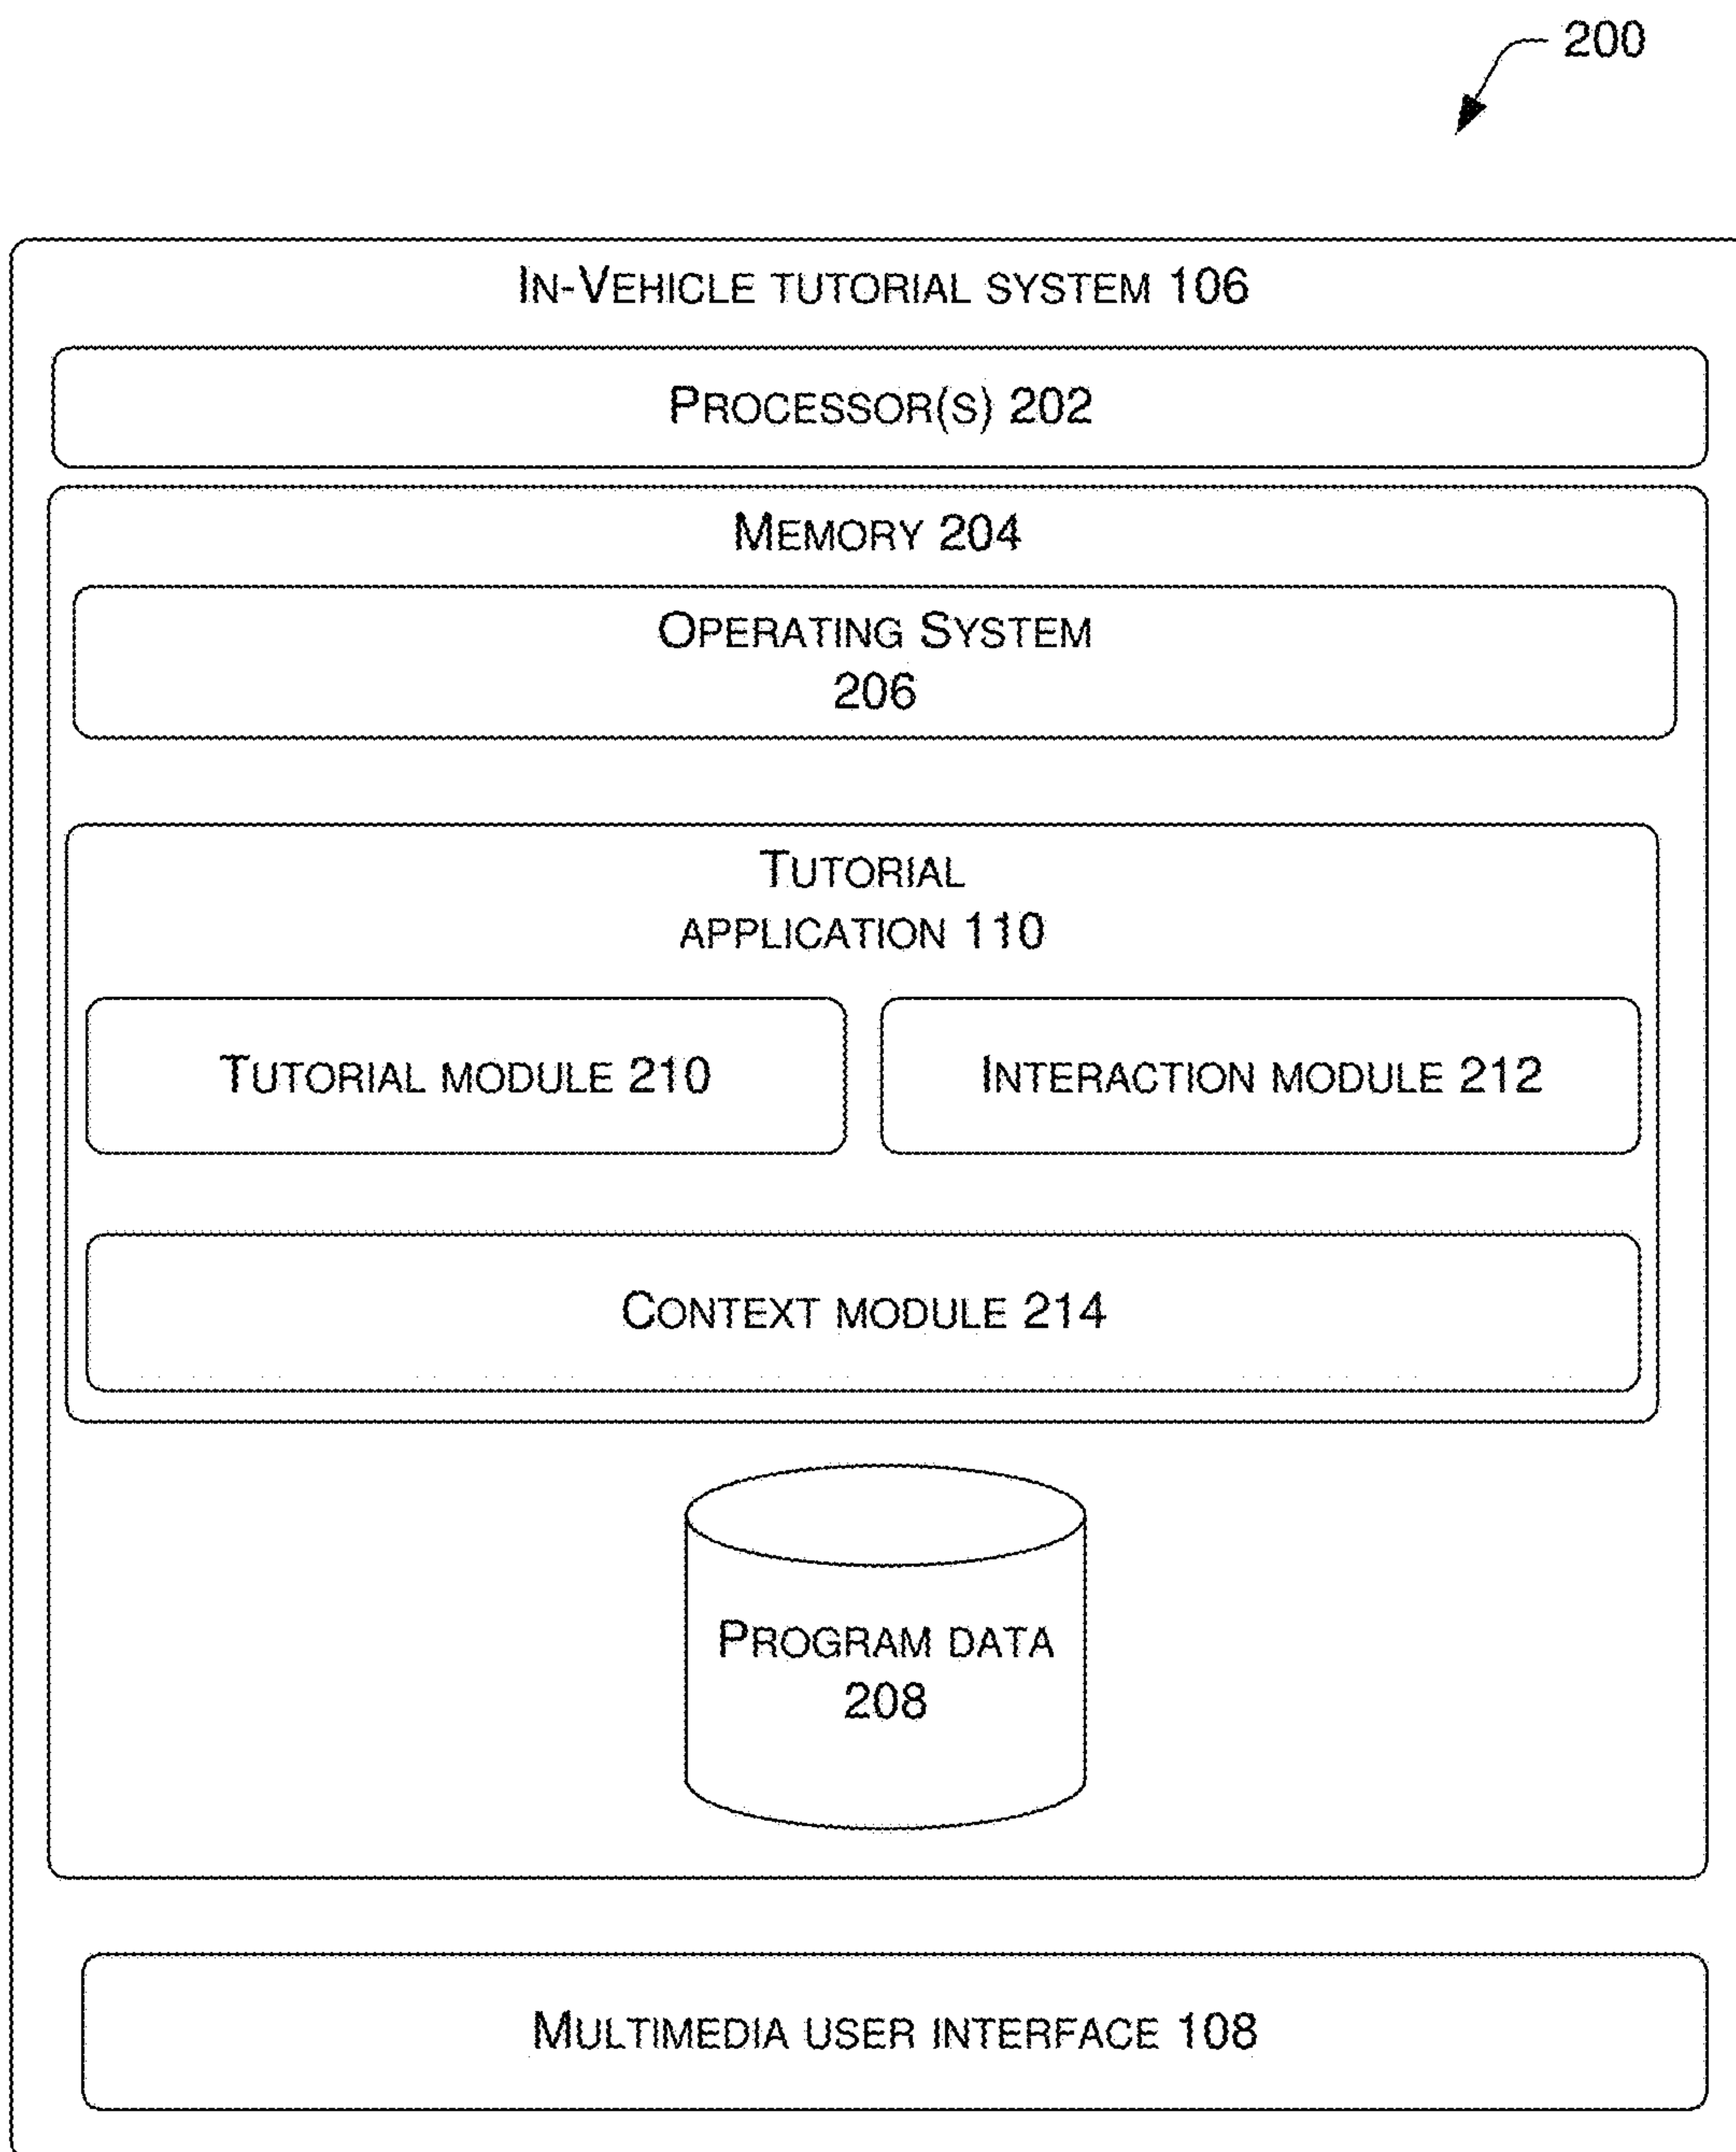 200
In-Vehicle tutorial system 106
Processor(s) 202
Memory 204
Operating System
206
Tutorial
application 110
Tutorial module 210
Interaction module 212
Context module 214
Program data
208
Multimedia user interface 108